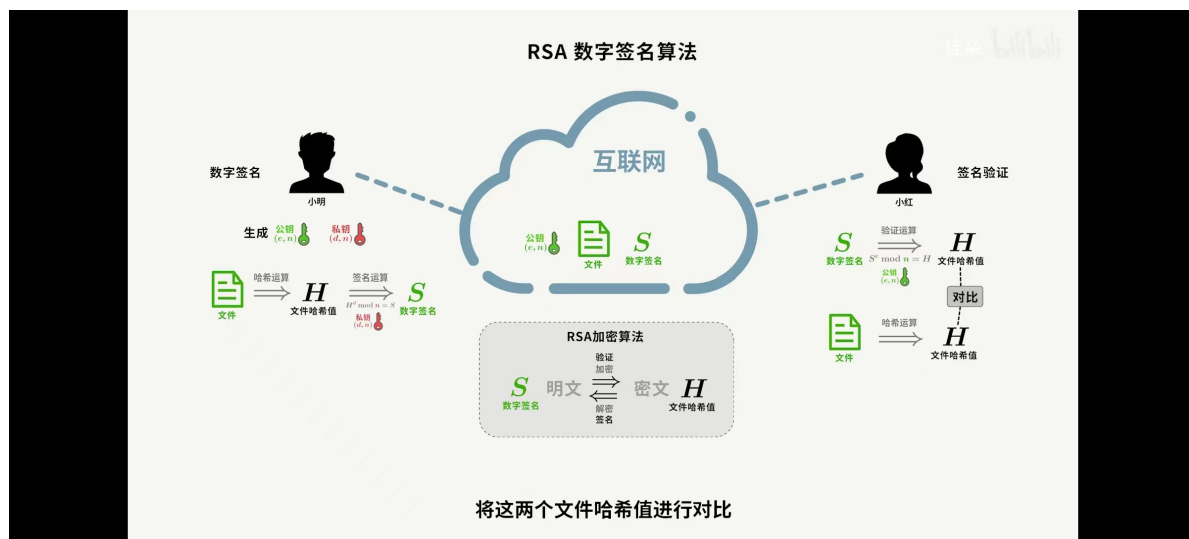 RSA 数字签名算法
佳朵 bilibili
互联网
数字签名
小明
生成 公钥 (e, n) 私钥 (d, n)
文件
哈希运算
H
文件哈希值
签名运算
H^d mod n = S
私钥
(d, n)
S
数字签名
公钥
(e, n)
文件
S
数字签名
签名验证
小红
S
数字签名
验证运算
S^e mod n = H
公钥
(e, n)
H
文件哈希值
对比
文件
哈希运算
H
文件哈希值
RSA加密算法
验证
加密
S 明文 密文 H
数字签名 文件哈希值
解密
签名
将这两个文件哈希值进行对比